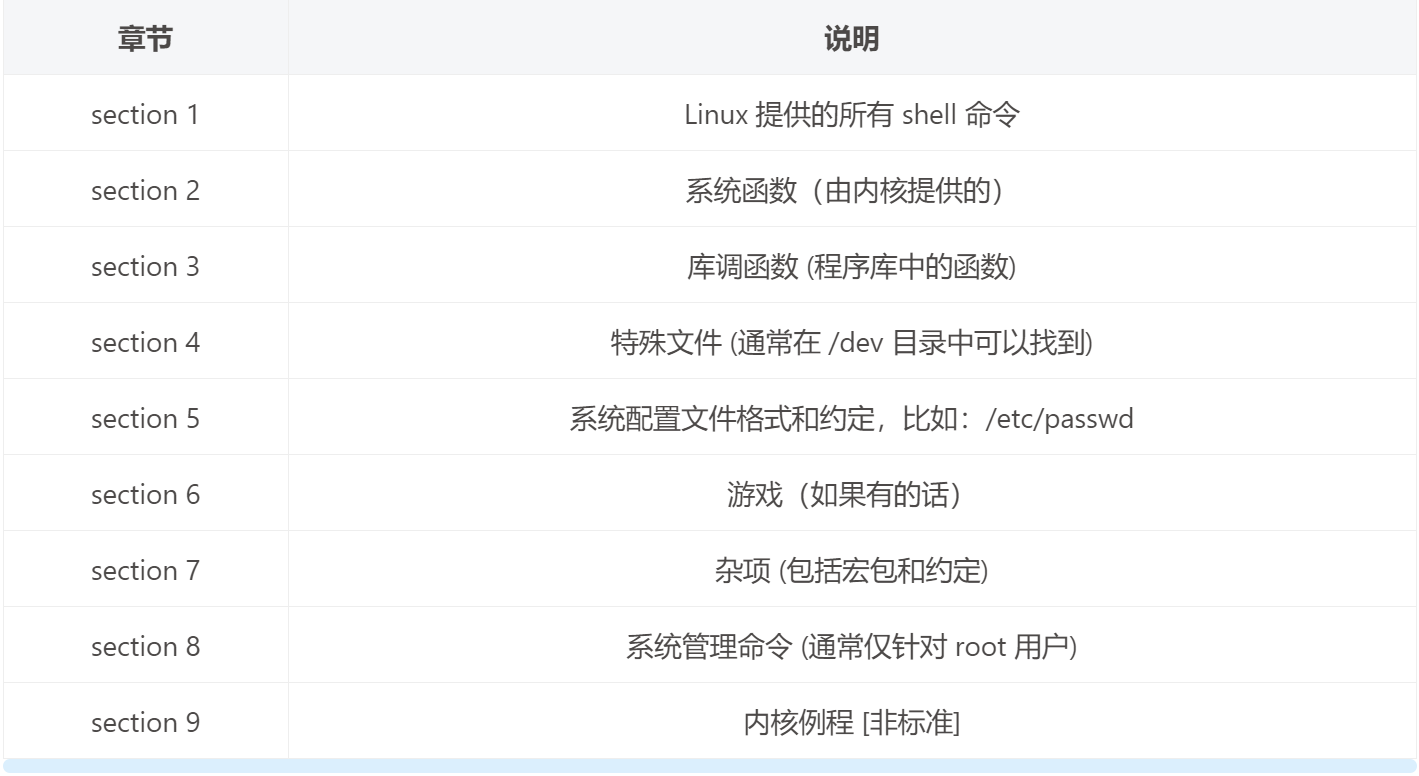 章节 说明
section 1 Linux 提供的所有 shell 命令
section 2 系统函数（由内核提供的）
section 3 库调函数 (程序库中的函数)
section 4 特殊文件 (通常在 /dev 目录中可以找到)
section 5 系统配置文件格式和约定，比如：/etc/passwd
section 6 游戏（如果有的话）
section 7 杂项 (包括宏包和约定)
section 8 系统管理命令 (通常仅针对 root 用户)
section 9 内核例程 [非标准]